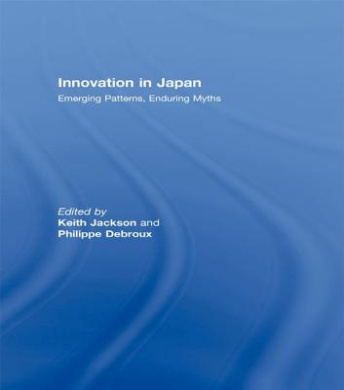 Innovation in Japan
Emerging Patterns, Enduring Myths
Edited by
Keith Jackson and
Philippe Debroux